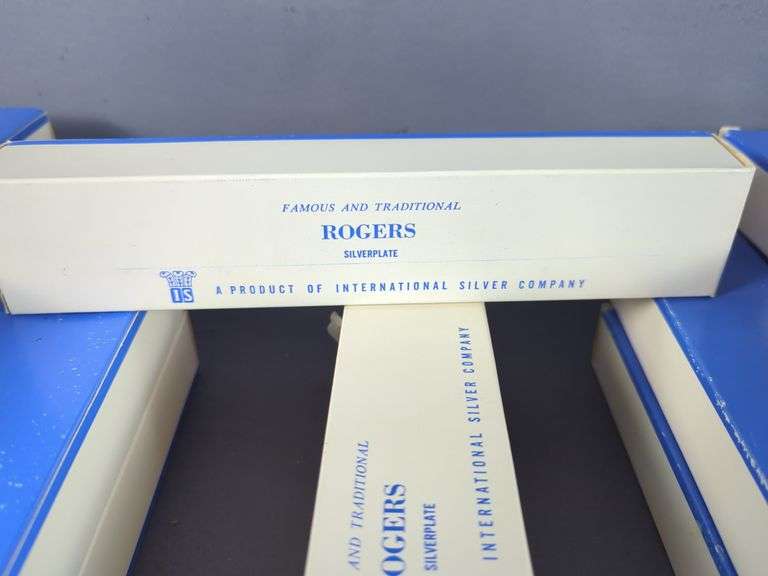 FAMOUS AND TRADITIONAL
ROGERS
SILVERPLATE
IS A PRODUCT OF INTERNATIONAL SILVER COMPANY
AND TRADITIONAL
OGERS
SILVERPLATE
INTERNATIONAL SILVER COMPANY